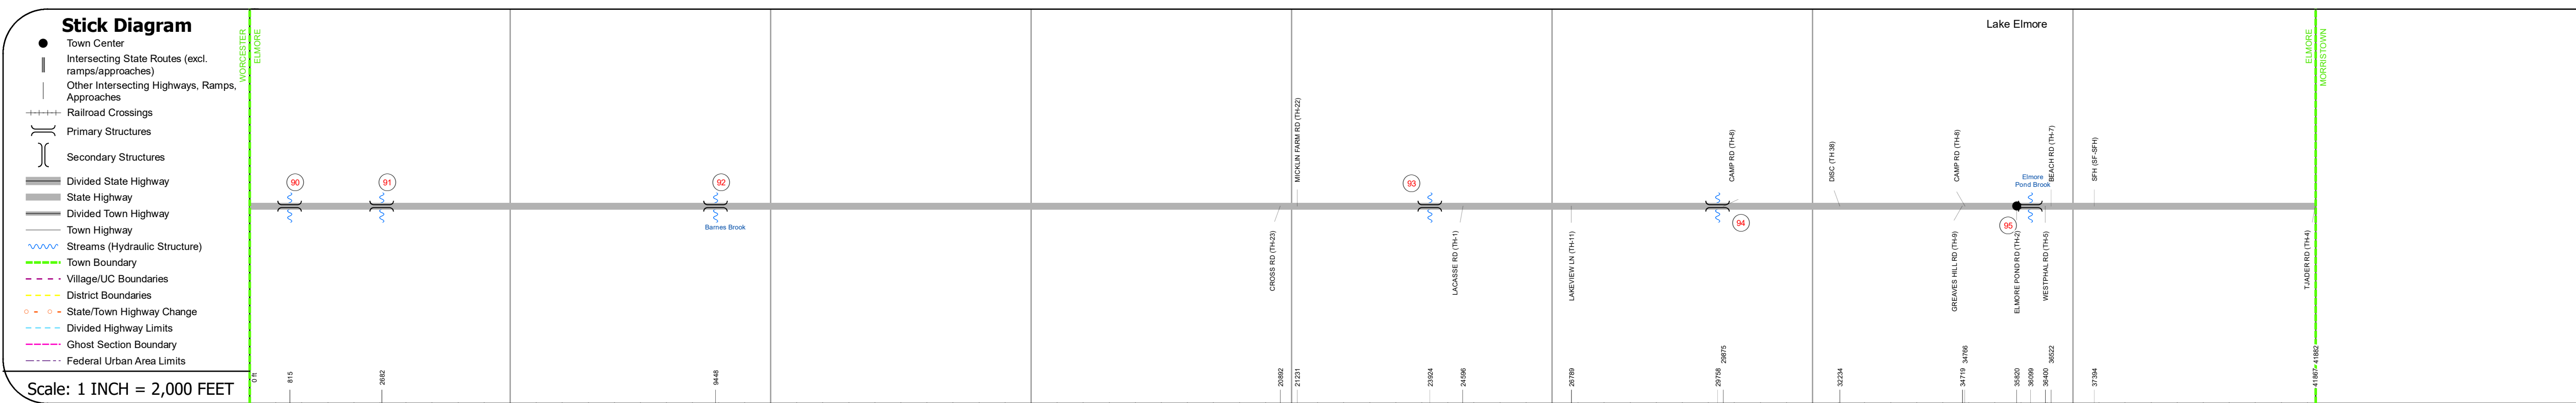 Stick Diagram
Town Center
Intersecting State Routes (excl.
ramps/approaches)
Other Intersecting Highways, Ramps,
Approaches
Railroad Crossings
Primary Structures
Secondary Structures
Divided State Highway
State Highway
Divided Town Highway
Town Highway
Streams (Hydraulic Structure)
Town Boundary
Village/UC Boundaries
District Boundaries
State/Town Highway Change
Divided Highway Limits
Ghost Section Boundary
Federal Urban Area Limits
Scale: 1 INCH = 2,000 FEET
WORCESTER
ELMORE
Lake Elmore
ELMORE
MORRISTOWN
90
91
92
Barnes Brook
CROSS RD (TH-23)
MICKLIN FARM RD (TH-22)
93
LACASSE RD (TH-1)
LAKEVIEW LN (TH-11)
94
CAMP RD (TH-8)
DISC (TH 38)
CAMP RD (TH-8)
GREAVES HILL RD (TH-9)
95
ELMORE POND RD (TH-2)
Elmore
Pond Brook
WESTPHAL RD (TH-5)
BEACH RD (TH-7)
SFH (SF-SFH)
TJADER RD (TH-4)
0 ft
815
2682
9448
20892
21231
23924
24596
26789
29758
29875
32234
34719
34766
35820
36099
36400
36522
37394
41867
41882